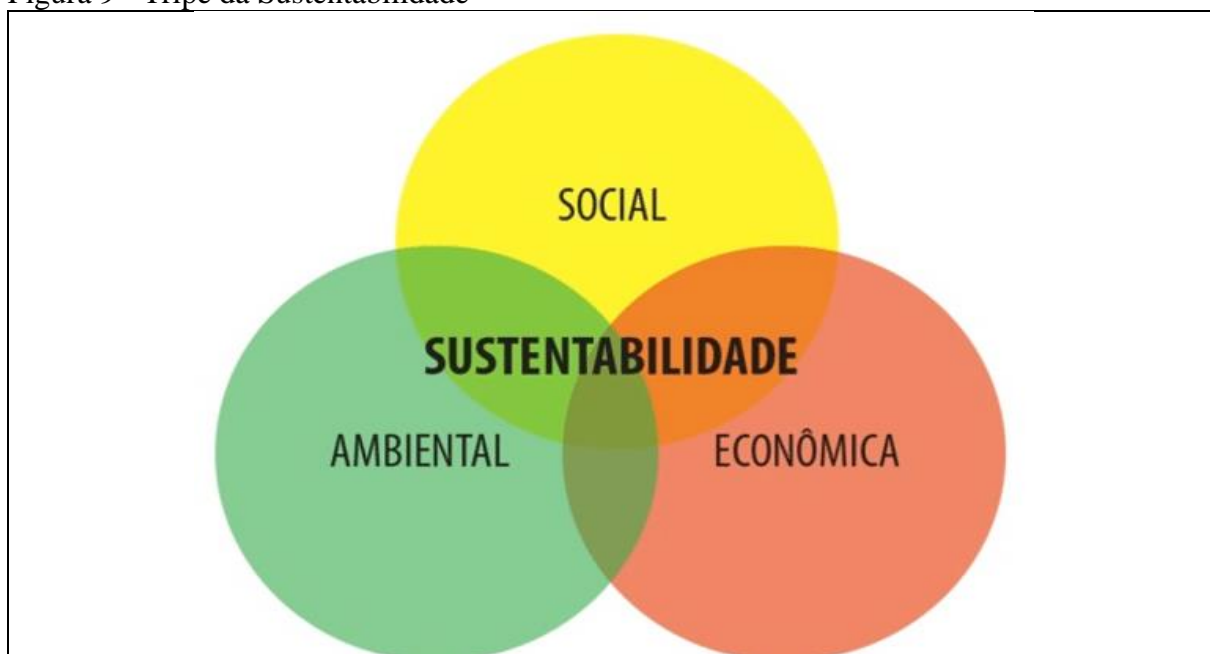 Figura 9 - Tripé da Sustentabilidade
SOCIAL
SUSTENTABILIDADE
AMBIENTAL
ECONÔMICA